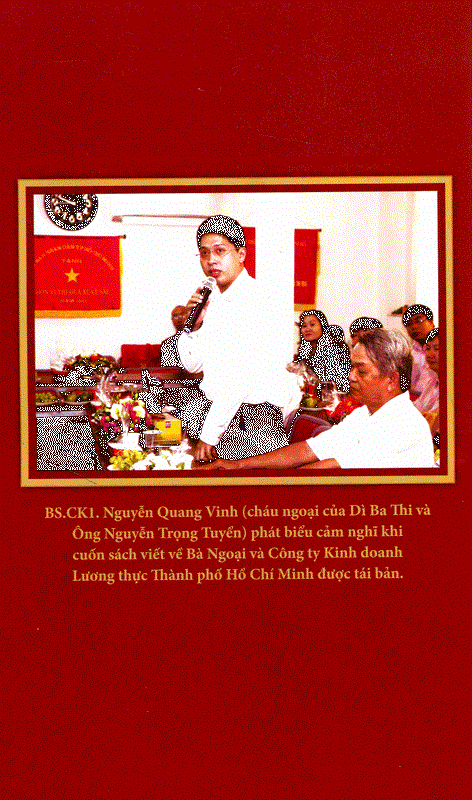 BS.CK1. Nguyễn Quang Vinh (cháu ngoại của Dì Ba Thi và
Ông Nguyễn Trọng Tuyển) phát biểu cảm nghĩ khi
cuốn sách viết về Bà Ngoại và Công ty Kinh doanh
Lương thực Thành phố Hồ Chí Minh được tái bản.